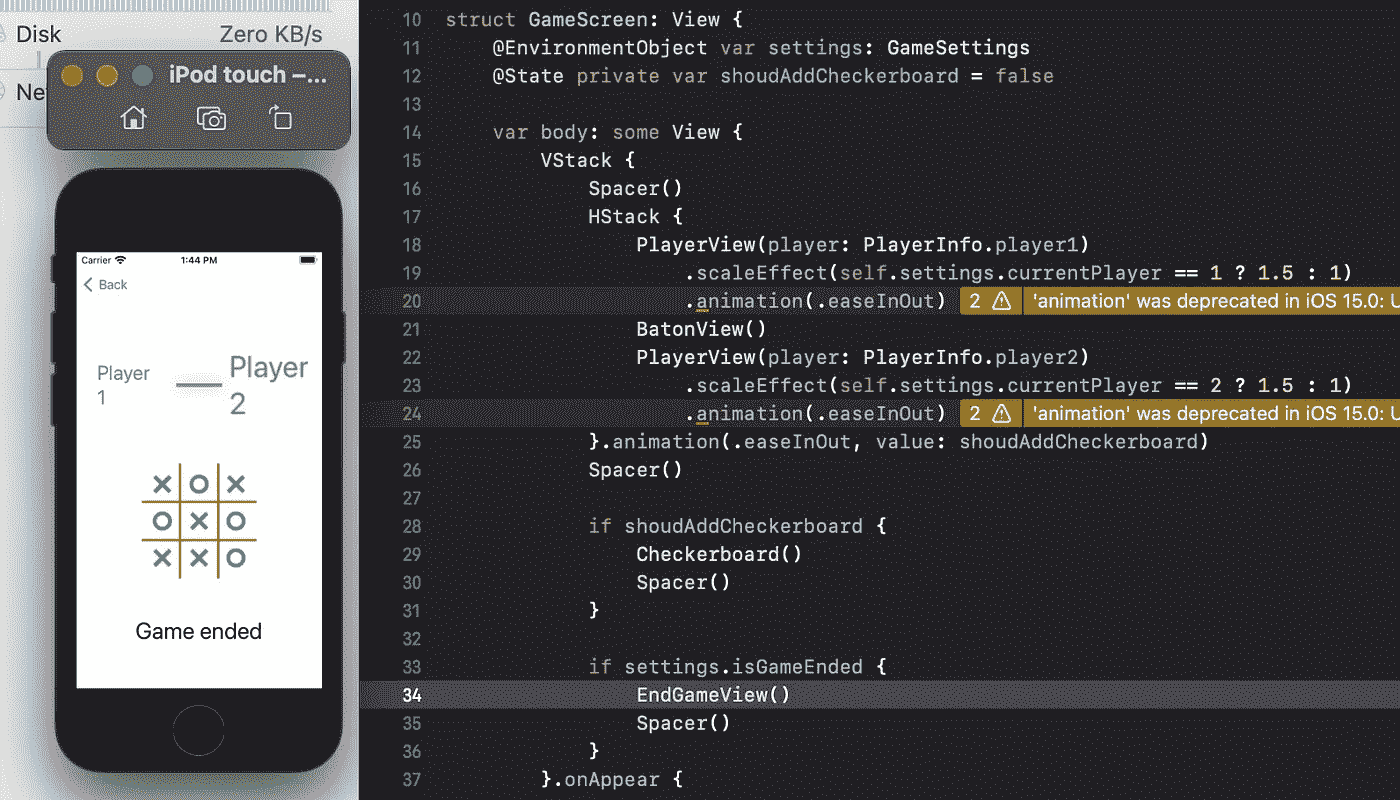 Disk Zero KB/s
iPod touch –...
Carrier 1:44 PM
Back
Player
1
Player
2
X O X
O X O
X X O
Game ended
10 struct GameScreen: View {
11 @EnvironmentObject var settings: GameSettings
12 @State private var shoudAddCheckerboard = false
13
14 var body: some View {
15 VStack {
16 Spacer()
17 HStack {
18 PlayerView(player: PlayerInfo.player1)
19 .scaleEffect(self.settings.currentPlayer == 1 ? 1.5 : 1)
20 .animation(.easeInOut) 2 'animation' was deprecated in iOS 15.0:
21 BatonView()
22 PlayerView(player: PlayerInfo.player2)
23 .scaleEffect(self.settings.currentPlayer == 2 ? 1.5 : 1)
24 .animation(.easeInOut) 2 'animation' was deprecated in iOS 15.0:
25 }.animation(.easeInOut, value: shoudAddCheckerboard)
26 Spacer()
27
28 if shoudAddCheckerboard {
29 Checkerboard()
30 Spacer()
31 }
32
33 if settings.isGameEnded {
34 EndGameView()
35 Spacer()
36 }
37 }.onAppear {